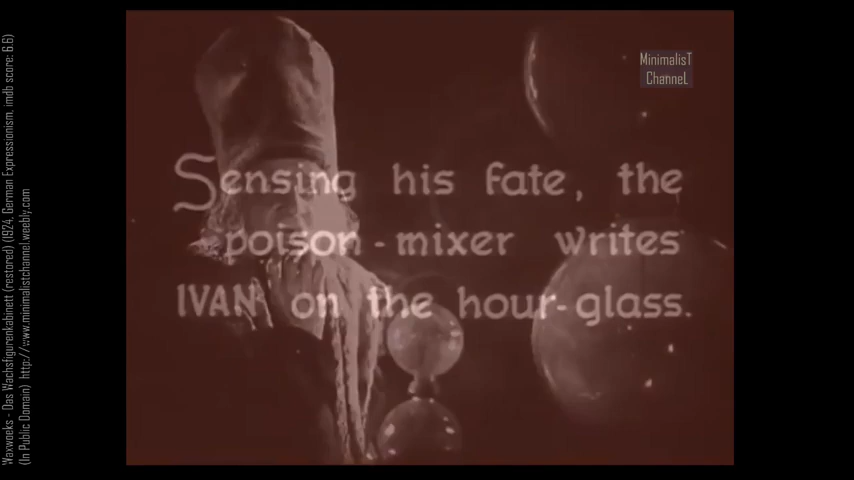 Sensing his fate, the
poison-mixer writes
IVAN on the hour-glass.
MinimalisT
ChanneL
Waxwoeks - Das Wachsfigurenkabinett (restored) (1924, German Expressionism, imdb score: 6.6)
(In Public Domain) http://www.minimalistchannel.weebly.com